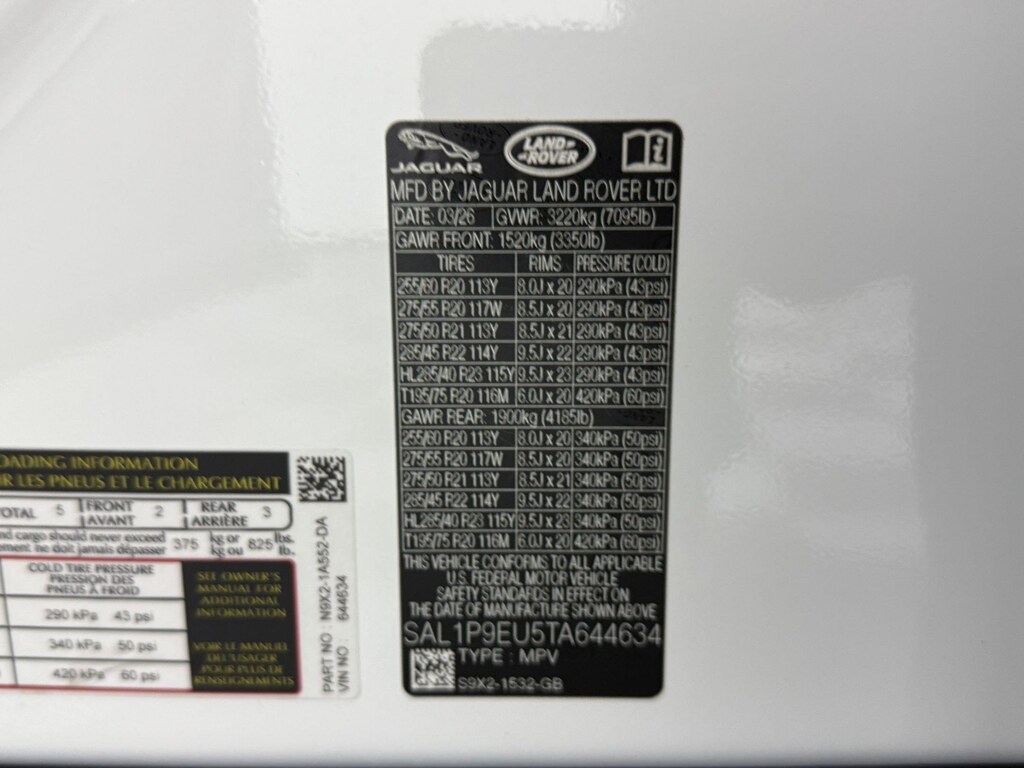 JAGUAR
LAND ROVER
MFD BY JAGUAR LAND ROVER LTD
DATE: 03/26 GVWR: 3220kg (7095lb)
GAWR FRONT: 1520kg (3350lb)
TIRES RIMS PRESSURE (COLD)
255/60 R20 113Y 8.0J x 20 290kPa (43psi)
275/55 R20 117W 8.5J x 20 290kPa (43psi)
275/50 R21 113Y 8.5J x 21 290kPa (43psi)
285/45 R22 114Y 9.5J x 22 290kPa (43psi)
HL285/40 R23 115Y 9.5J x 23 290kPa (43psi)
T195/75 R20 116M 6.0J x 20 420kPa (60psi)
GAWR REAR: 1900kg (4185lb)
255/60 R20 113Y 8.0J x 20 340kPa (50psi)
275/55 R20 117W 8.5J x 20 340kPa (50psi)
275/50 R21 113Y 8.5J x 21 340kPa (50psi)
285/45 R22 114Y 9.5J x 22 340kPa (50psi)
HL285/40 R23 115Y 9.5J x 23 340kPa (50psi)
T195/75 R20 116M 6.0J x 20 420kPa (60psi)
THIS VEHICLE CONFORMS TO ALL APPLICABLE
U.S. FEDERAL MOTOR VEHICLE
SAFETY STANDARDS IN EFFECT ON
THE DATE OF MANUFACTURE SHOWN ABOVE
SAL1P9EU5TA644634
TYPE : MPV
S9X2-1532-GB
OADING INFORMATION
UR LES PNEUS ET LE CHARGEMENT
TOTAL 5 FRONT AVANT 2 REAR ARRIÈRE 3
nd cargo should never exceed 375 kg or 825 lbs.
ement ne doit jamais dépasser kg ou lb.
COLD TIRE PRESSURE
PRESSION DES
PNEUS À FROID
290 kPa 43 psi
340 kPa 50 psi
420 kPa 60 psi
SEE OWNER'S
MANUAL FOR
ADDITIONAL
INFORMATION
VOIR LE MANUEL
DE L'USAGER
POUR PLUS DE
RENSEIGNEMENTS
PART NO : N9X2-1A552-DA
VIN NO : 644634